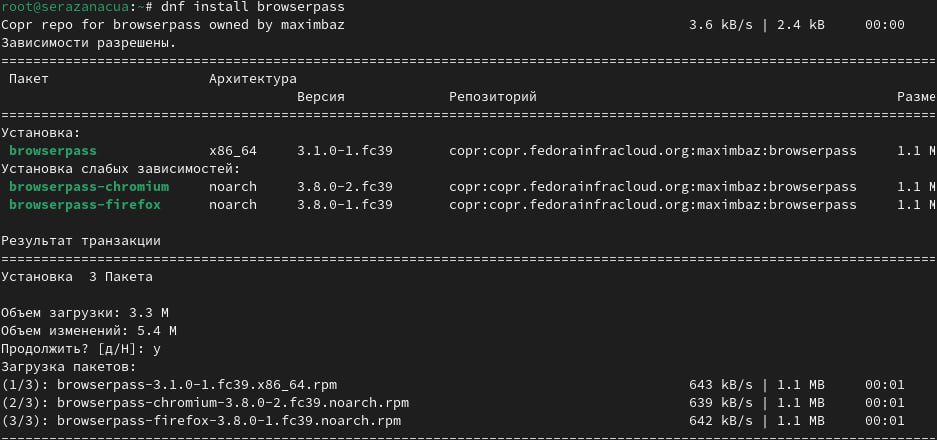 root@serazanacua:~# dnf install browserpass
Copr repo for browserpass owned by maximbaz 3.6 kB/s | 2.4 kB 00:00
Зависимости разрешены.
================================================================================
Пакет Архитектура
Версия Репозиторий Разме
================================================================================
Установка:
browserpass x86_64 3.1.0-1.fc39 copr:copr.fedorainfracloud.org:maximbaz:browserpass 1.1 M
Установка слабых зависимостей:
browserpass-chromium noarch 3.8.0-2.fc39 copr:copr.fedorainfracloud.org:maximbaz:browserpass 1.1 M
browserpass-firefox noarch 3.8.0-1.fc39 copr:copr.fedorainfracloud.org:maximbaz:browserpass 1.1 M
Результат транзакции
================================================================================
Установка 3 Пакета
Объем загрузки: 3.3 M
Объем изменений: 5.4 M
Продолжить? [д/Н]: y
Загрузка пакетов:
(1/3): browserpass-3.1.0-1.fc39.x86_64.rpm 643 kB/s | 1.1 MB 00:01
(2/3): browserpass-chromium-3.8.0-2.fc39.noarch.rpm 639 kB/s | 1.1 MB 00:01
(3/3): browserpass-firefox-3.8.0-1.fc39.noarch.rpm 642 kB/s | 1.1 MB 00:01